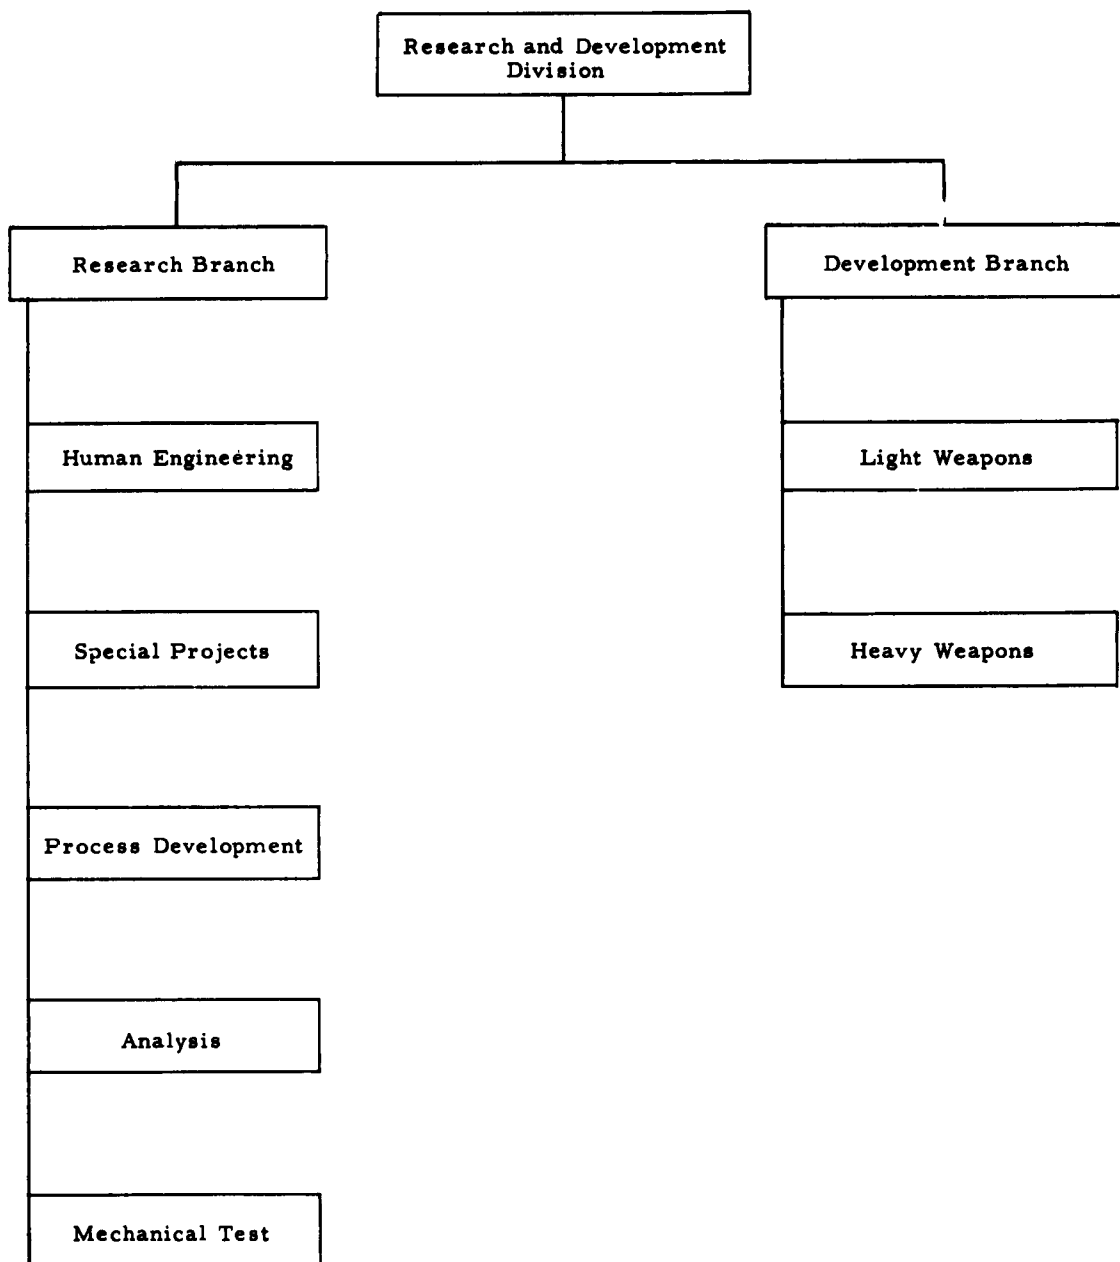 Research and Development
Division
Research Branch
Development Branch
Human Engineering
Light Weapons
Special Projects
Heavy Weapons
Process Development
Analysis
Mechanical Test